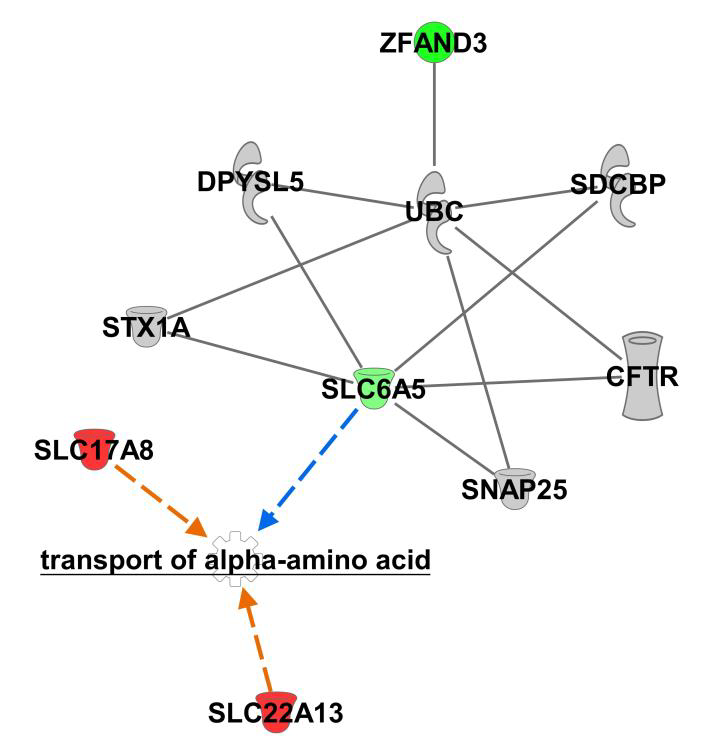 ZFAND3
DPYSL5
SDCBP
UBC
STX1A
CFTR
SLC6A5
SLC17A8
SNAP25
transport of alpha-amino acid
SLC22A13